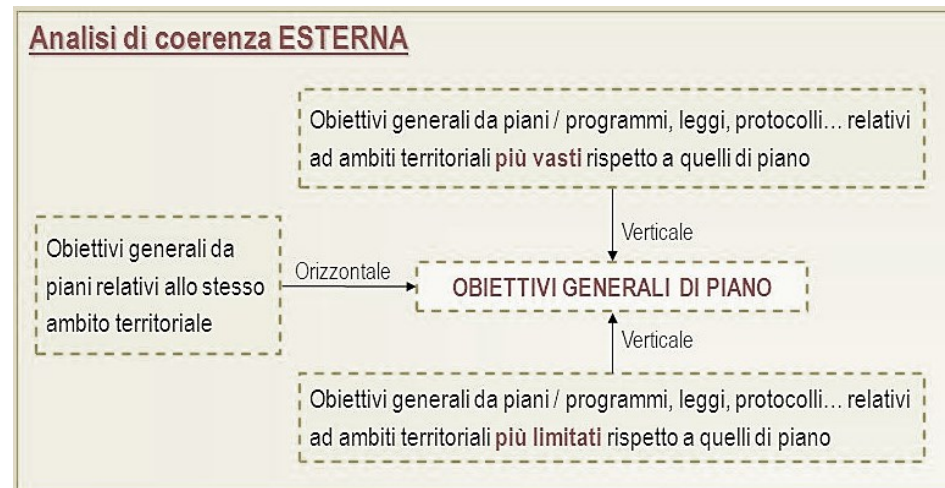 Analisi di coerenza ESTERNA
Obiettivi generali da piani / programmi, leggi, protocolli... relativi
ad ambiti territoriali più vasti rispetto a quelli di piano
Verticale
Obiettivi generali da
piani relativi allo stesso
ambito territoriale
Orizzontale
OBIETTIVI GENERALI DI PIANO
Verticale
Obiettivi generali da piani / programmi, leggi, protocolli... relativi
ad ambiti territoriali più limitati rispetto a quelli di piano